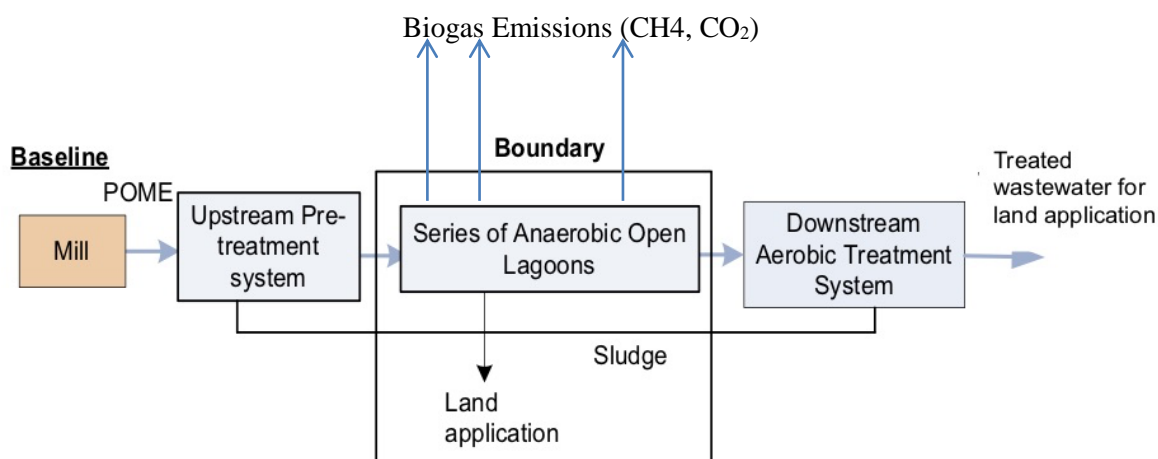 Biogas Emissions (CH4, CO₂)
Baseline
Boundary
POME
Mill
Upstream Pre-
treatment
system
Series of Anaerobic Open
Lagoons
Downstream
Aerobic Treatment
System
Treated
wastewater for
land application
Sludge
Land
application